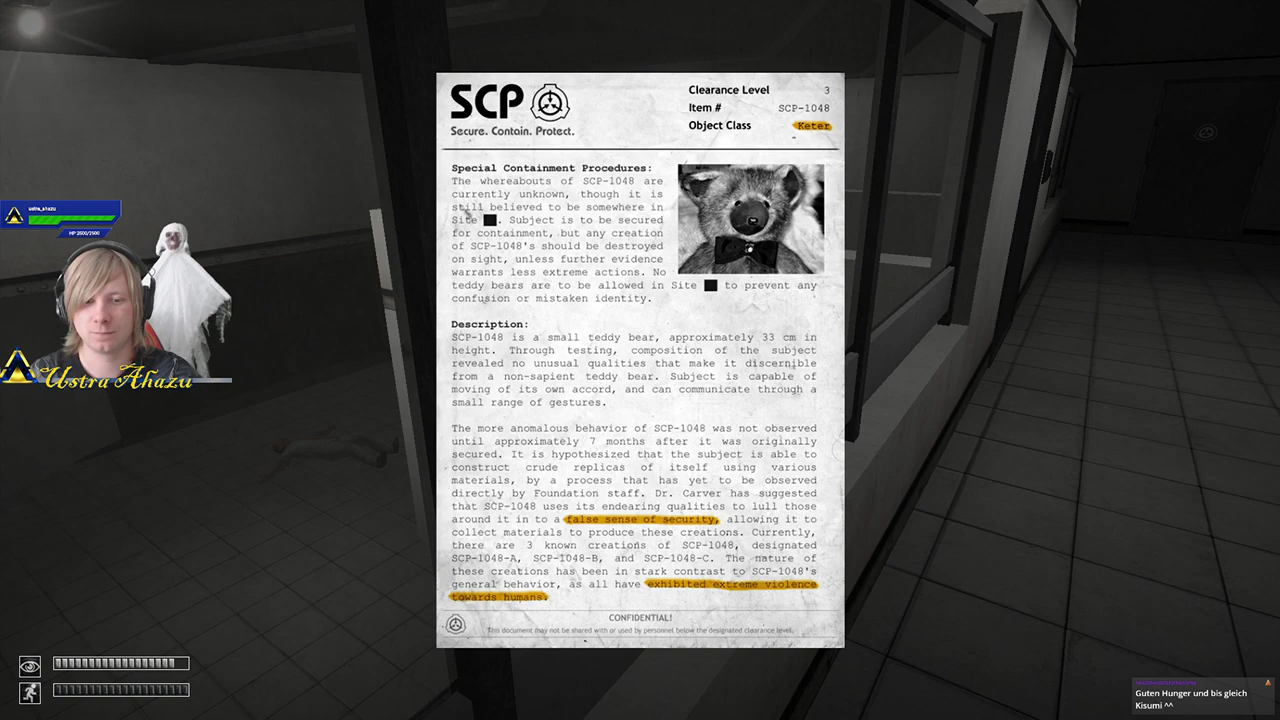 SCP
Secure. Contain. Protect.
Clearance Level 3
Item # SCP-1048
Object Class Keter
Special Containment Procedures:
The whereabouts of SCP-1048 are
currently unknown, though it is
still believed to be somewhere in
Site █. Subject is to be secured
for containment, but any creation
of SCP-1048's should be destroyed
on sight, unless further evidence
warrants less extreme actions. No
teddy bears are to be allowed in Site █ to prevent any
confusion or mistaken identity.
Description:
SCP-1048 is a small teddy bear, approximately 33 cm in
height. Through testing, composition of the subject
revealed no unusual qualities that make it discernible
from a non-sapient teddy bear. Subject is capable of
moving of its own accord, and can communicate through a
small range of gestures.
The more anomalous behavior of SCP-1048 was not observed
until approximately 7 months after it was originally
secured. It is hypothesized that the subject is able to
construct crude replicas of itself using various
materials, by a process that has yet to be observed
directly by Foundation staff. Dr. Carver has suggested
that SCP-1048 uses its endearing qualities to lull those
around it in to a false sense of security, allowing it to
collect materials to produce these creations. Currently,
there are 3 known creations of SCP-1048, designated
SCP-1048-A, SCP-1048-B, and SCP-1048-C. The nature of
these creations has been in stark contrast to SCP-1048's
general behavior, as all have exhibited extreme violence
towards humans.
CONFIDENTIAL!
This document may not be shared with or used by personnel below the designated clearance level.
ustra_ahazu
HP 2500/2500
Ustra Ahazu
Guten Hunger und bis gleich
Kisumi ^^